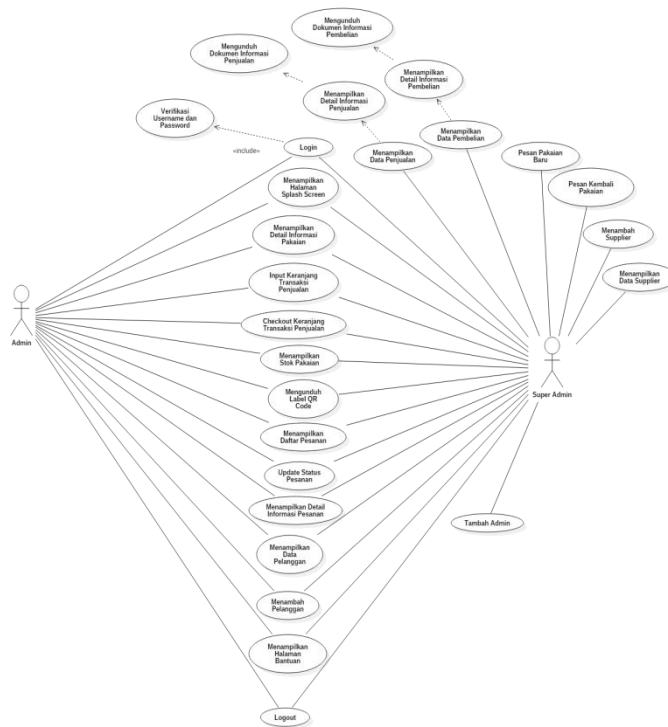 Mengunduh
Dokumen Informasi
Pembelian
Mengunduh
Dokumen Informasi
Penjualan
Menampilkan
Detail Informasi
Pembelian
Menampilkan
Detail Informasi
Penjualan
Verifikasi
Username dan
Password
Menampilkan
Data Pembelian
«include»
Login
Menampilkan
Data Penjualan
Pesan Pakaian
Baru
Menampilkan
Halaman
Splash Screen
Pesan Kembali
Pakaian
Menampilkan
Detail Informasi
Pakaian
Menambah
Supplier
Input Keranjang
Transaksi
Penjualan
Menampilkan
Data Supplier
Checkout Keranjang
Transaksi Penjualan
Admin
Menampilkan
Stok Pakaian
Super Admin
Mengunduh
Label QR
Code
Menampilkan
Daftar Pesanan
Update Status
Pesanan
Menampilkan Detail
Informasi Pesanan
Tambah Admin
Menampilkan
Data
Pelanggan
Menambah
Pelanggan
Menampilkan
Halaman
Bantuan
Logout